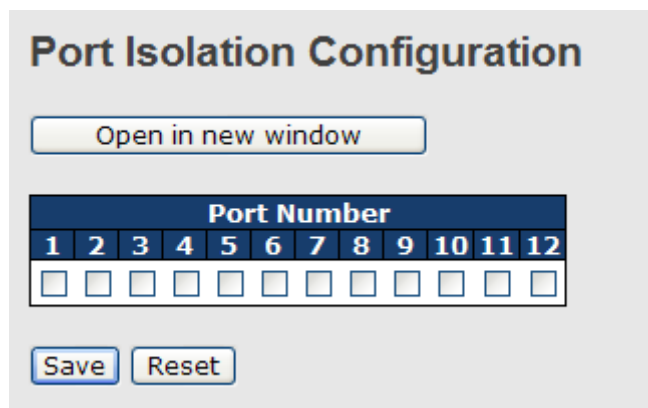 Port Isolation Configuration
Open in new window
Port Number
1 2 3 4 5 6 7 8 9 10 11 12
Save Reset